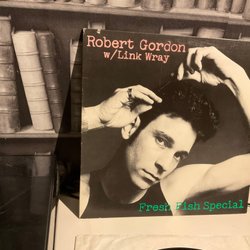 Robert Gordon
w/Link Wray
Fresh Fish Special